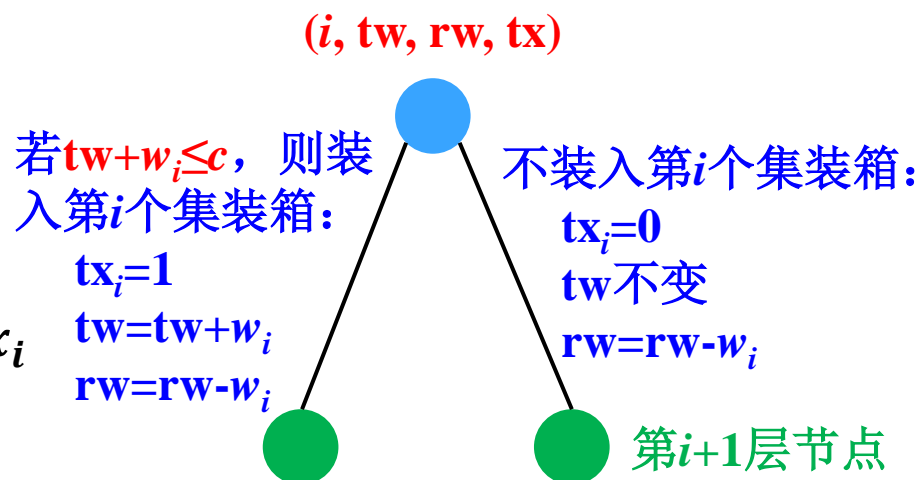 (i, tw, rw, tx)
若tw+wᵢ≤c，则装
入第i个集装箱：
txᵢ=1
tw=tw+wᵢ
rw=rw-wᵢ
不装入第i个集装箱：
txᵢ=0
tw不变
rw=rw-wᵢ
xᵢ
第i+1层节点